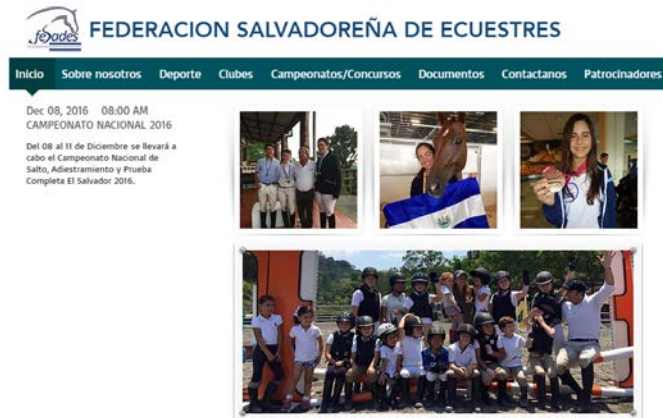 fesades
FEDERACION SALVADOREÑA DE ECUESTRES
Inicio Sobre nosotros Deporte Clubes Campeonatos/Concursos Documentos Contactanos Patrocinadores
Dec 08, 2016 08:00 AM
CAMPEONATO NACIONAL 2016
Del 08 al 11 de Diciembre se llevará a
cabo el Campeonato Nacional de
Salto, Adiestramiento y Prueba
Completa El Salvador 2016.